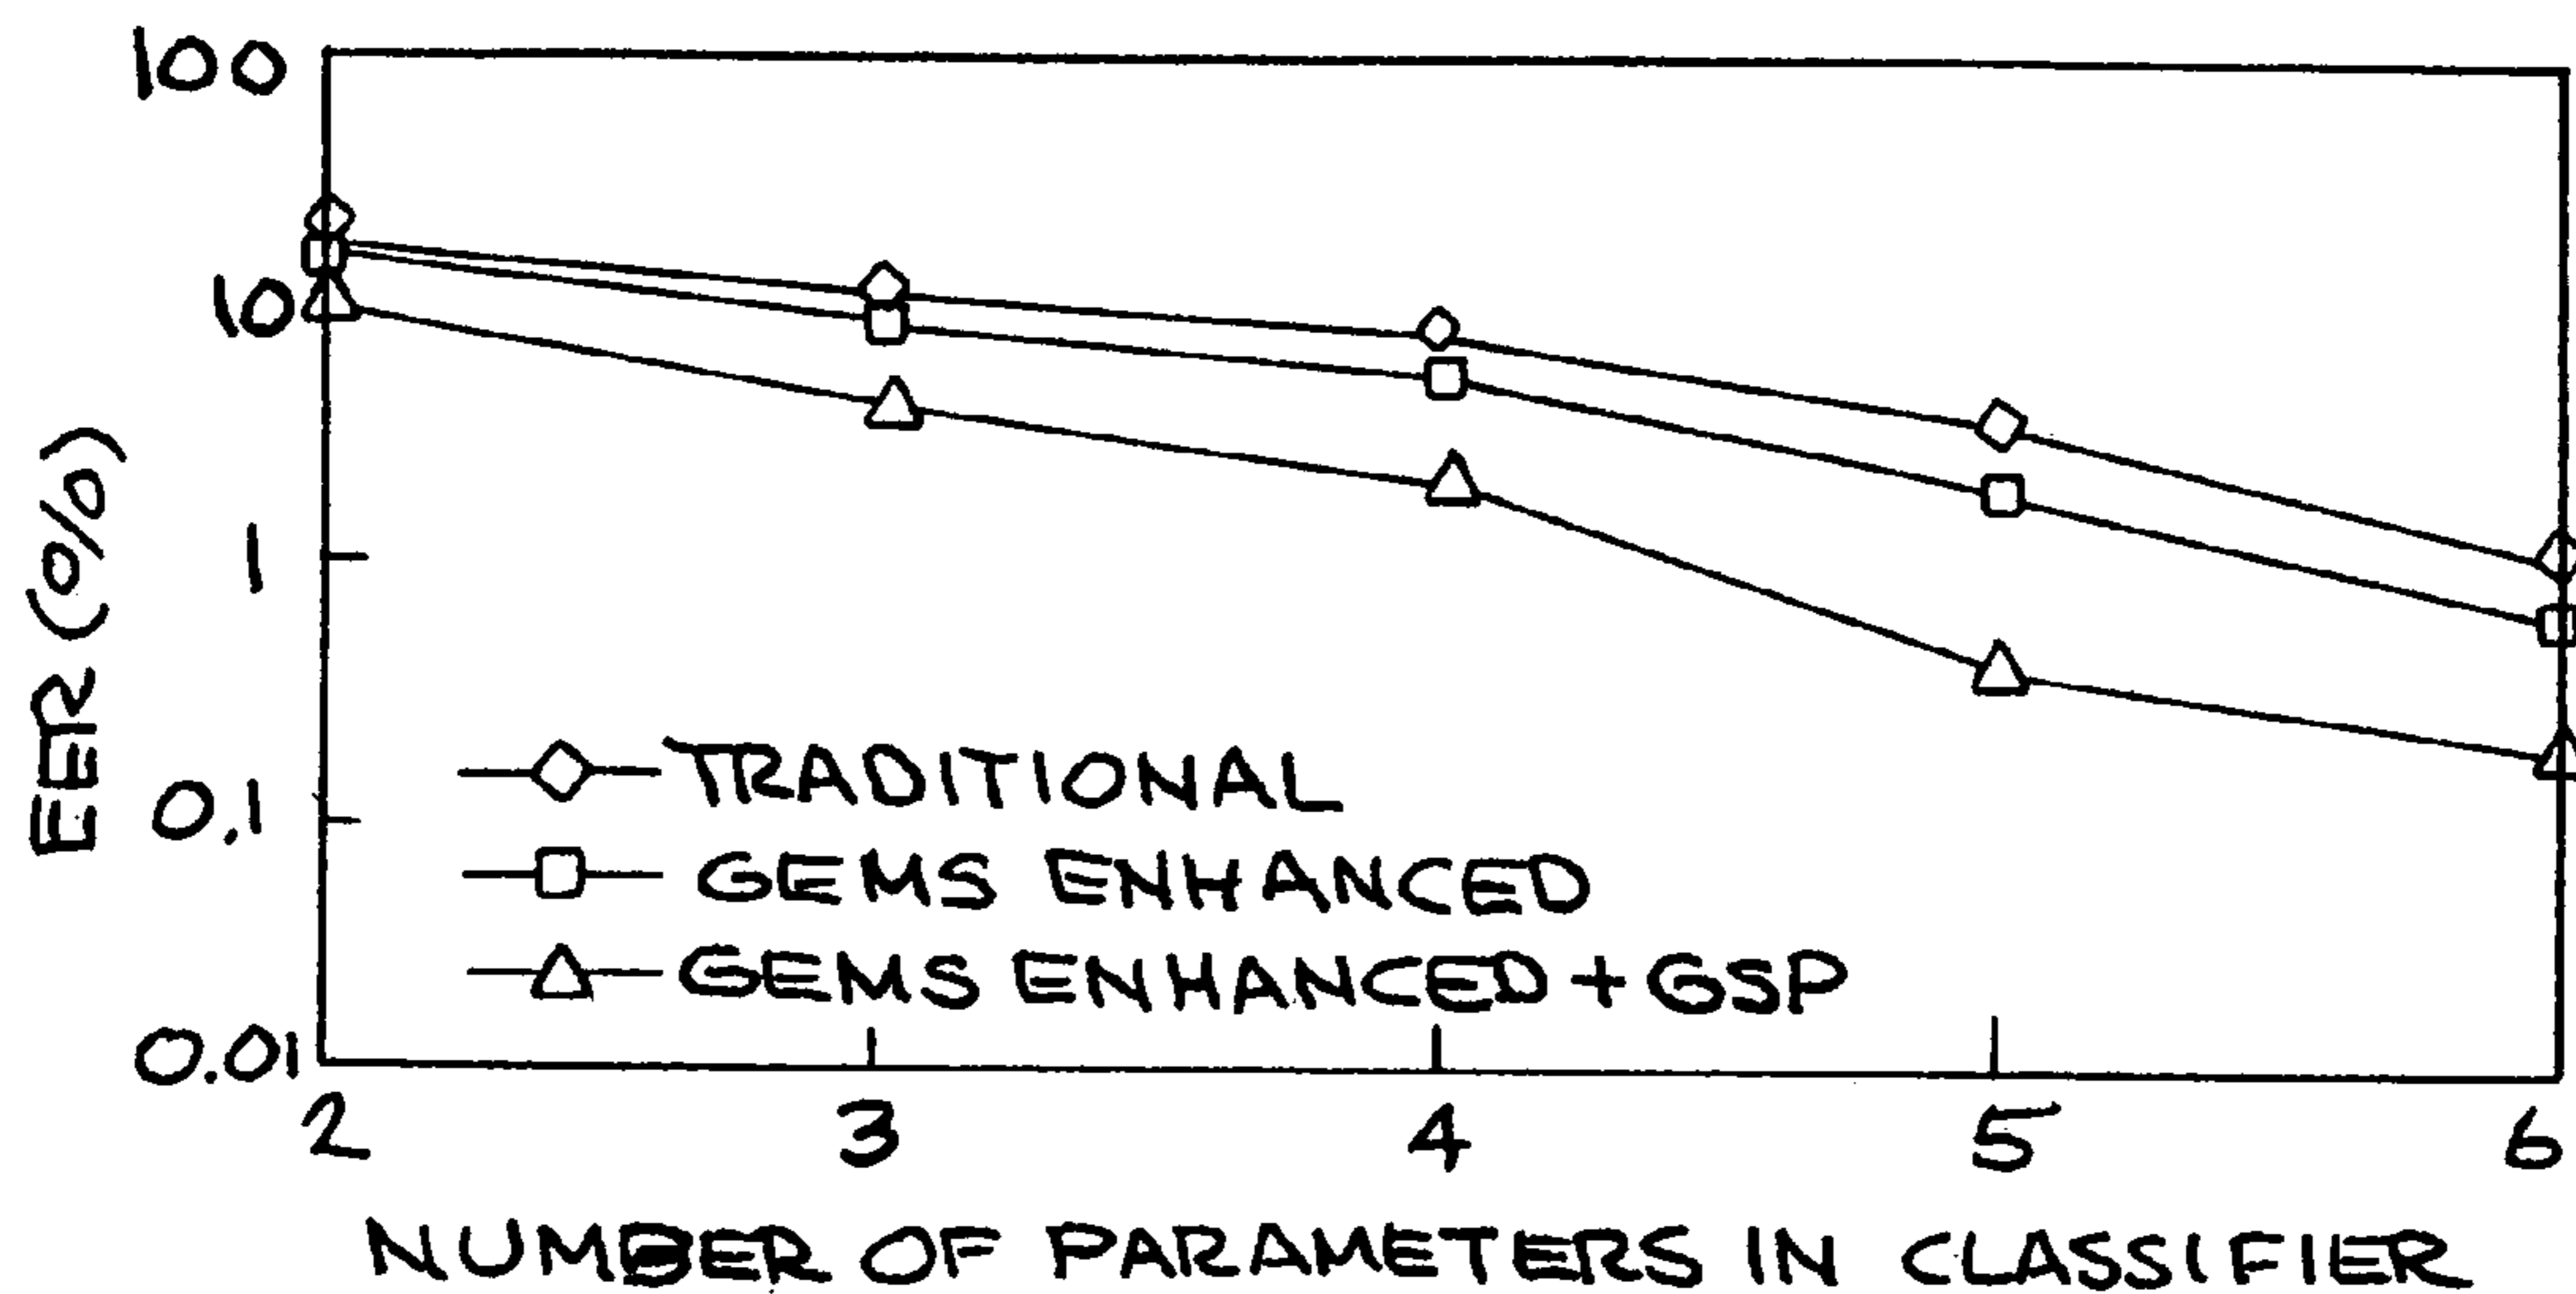 100
10
1
0.1
0.01
EER (%)
TRADITIONAL
GEMS ENHANCED
GEMS ENHANCED + GSP
2 3 4 5 6
NUMBER OF PARAMETERS IN CLASSIFIER